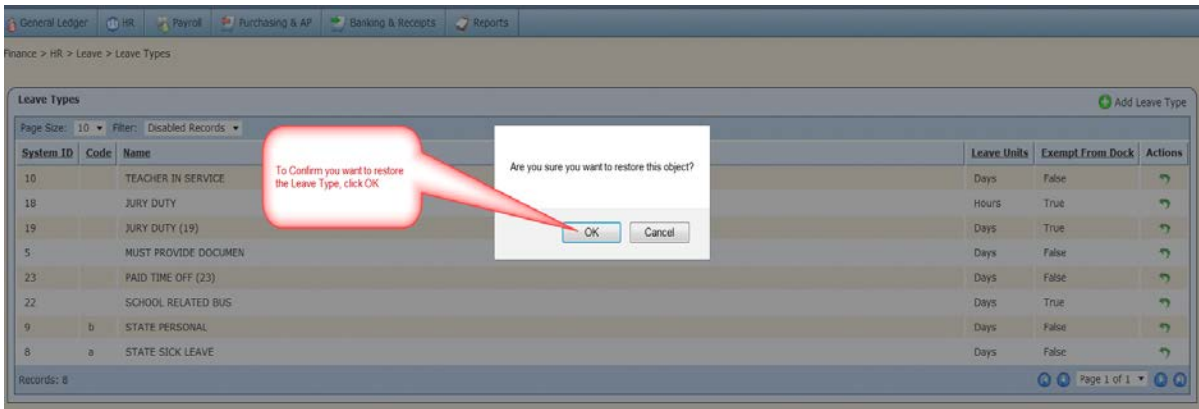 General Ledger HR Payroll Purchasing & AP Banking & Receipts Reports
Finance > HR > Leave > Leave Types
Leave Types Add Leave Type
Page Size: 10 Filter: Disabled Records
System ID Code Name Leave Units Exempt From Dock Actions
10 TEACHER IN SERVICE Days False
18 JURY DUTY Hours True
19 JURY DUTY (19) Days True
5 MUST PROVIDE DOCUMEN Days False
23 PAID TIME OFF (23) Days False
22 SCHOOL RELATED BUS Days True
9 b STATE PERSONAL Days False
8 a STATE SICK LEAVE Days False
Records: 8 Page 1 of 1
To Confirm you want to restore
the Leave Type, click OK
Are you sure you want to restore this object?
OK Cancel